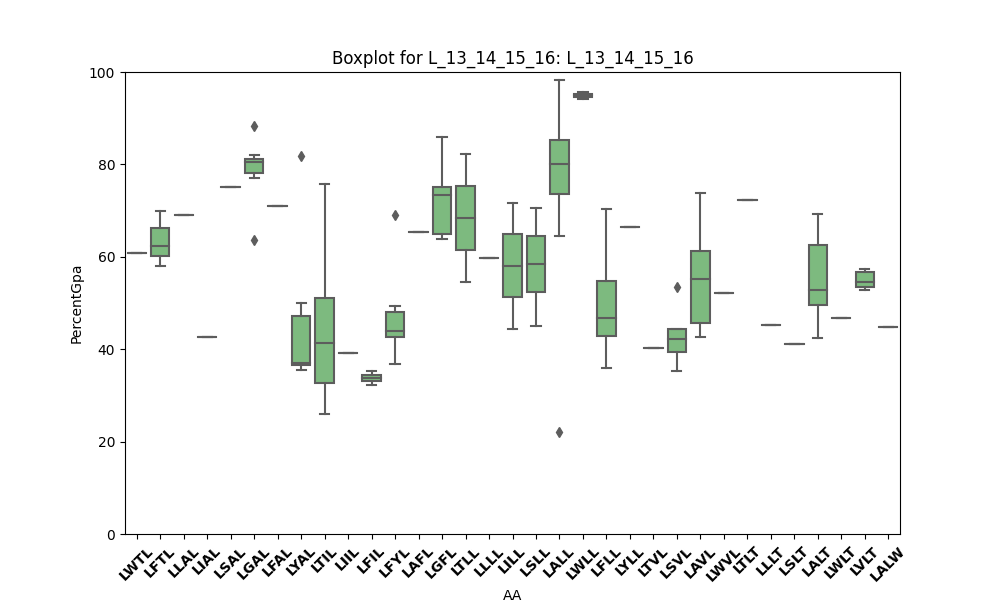 Boxplot for L_13_14_15_16: L_13_14_15_16
100
80
60
40
20
0
PercentGpa
LWTL LFTL LLAL LIAL LSAL LGAL LFAL LYAL LTIL LIIL LFIL LFYL LAFL LGFL LTLL LLLL LILL LSLL LALL LWLL LFLL LYLL LTVL LSVL LAVL LWVL LTLT LLLT LSLT LALT LWLT LVLT LALW
AA